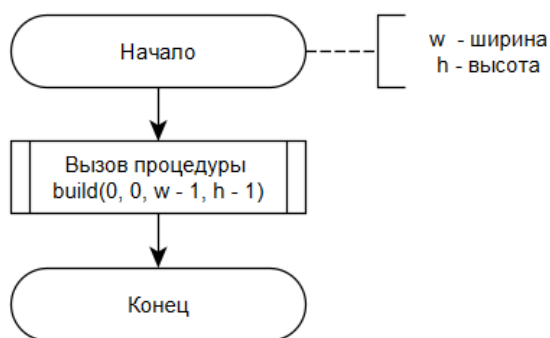 Начало
w - ширина
h - высота
Вызов процедуры
build(0, 0, w - 1, h - 1)
Конец